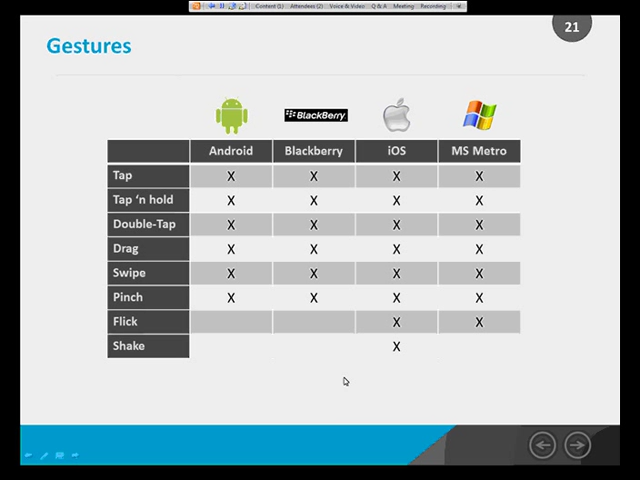 Content (1) Attendees (2) Voice & Video Q & A Meeting Recording
21
Gestures
BlackBerry
Android Blackberry iOS MS Metro
Tap X X X X
Tap ‘n hold X X X X
Double-Tap X X X X
Drag X X X X
Swipe X X X X
Pinch X X X X
Flick X X
Shake X